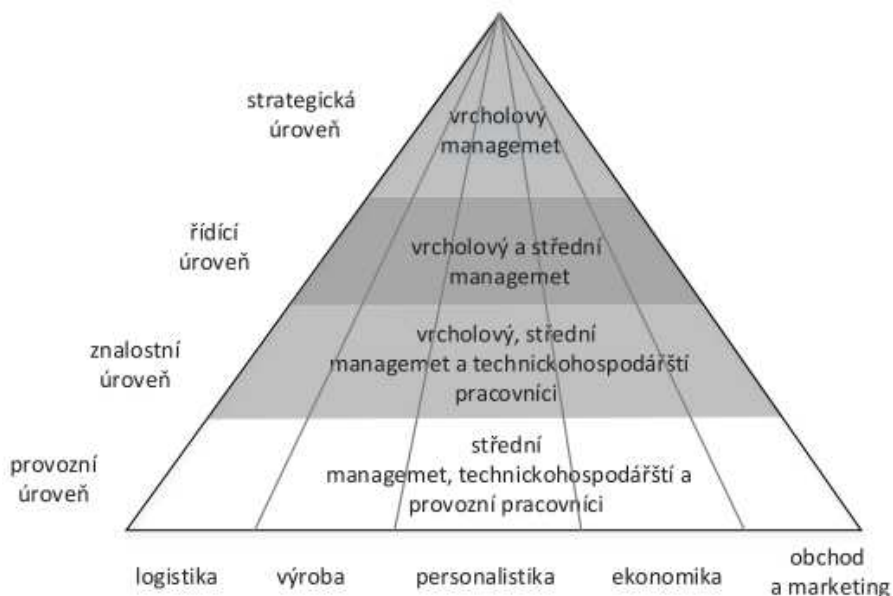 strategická
úroveň
vrcholový
managemet
řídící
úroveň
vrcholový a střední
managemet
znalostní
úroveň
vrcholový, střední
managemet a technickohospodářští
pracovníci
provozní
úroveň
střední
managemet, technickohospodářští a
provozní pracovníci
logistika
výroba
personalistika
ekonomika
obchod
a marketing